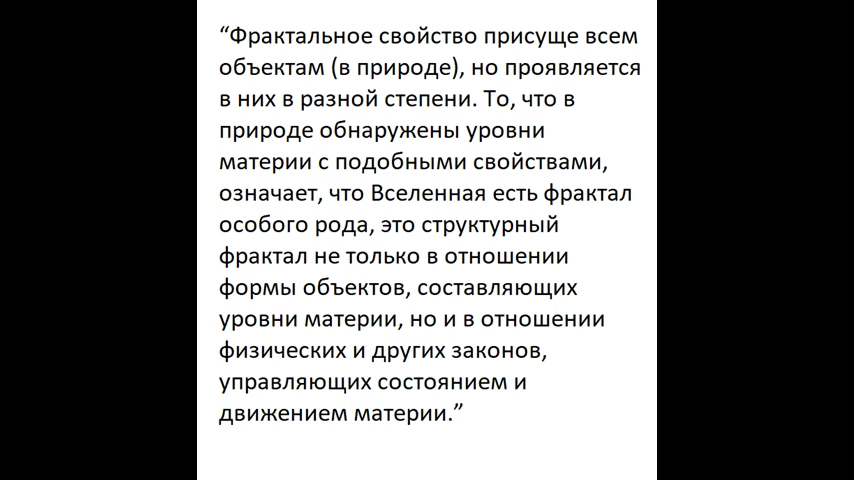 “Фрактальное свойство присуще всем
объектам (в природе), но проявляется
в них в разной степени. То, что в
природе обнаружены уровни
материи с подобными свойствами,
означает, что Вселенная есть фрактал
особого рода, это структурный
фрактал не только в отношении
формы объектов, составляющих
уровни материи, но и в отношении
физических и других законов,
управляющих состоянием и
движением материи.”